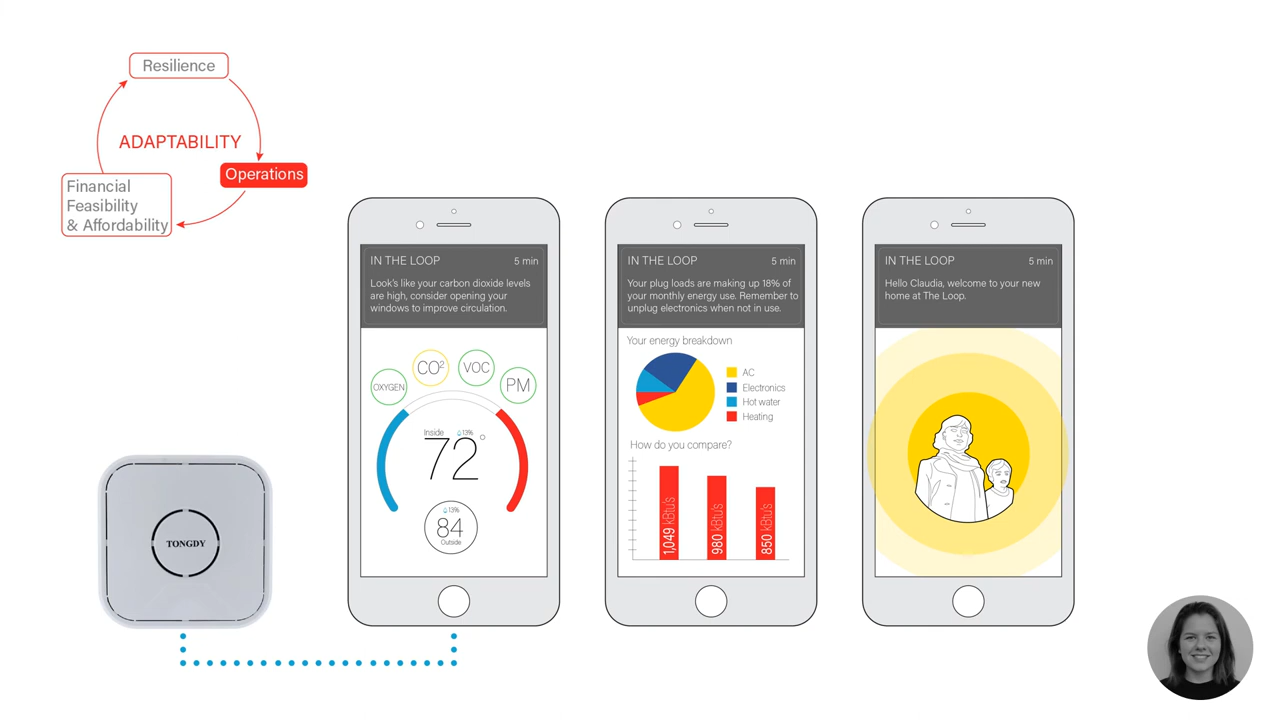 Resilience
ADAPTABILITY
Operations
Financial
Feasibility
& Affordability
TONGDY
IN THE LOOP 5 min
Look's like your carbon dioxide levels
are high, consider opening your
windows to improve circulation.
OXYGEN
CO²
VOC
PM
Inside 13%
72°
13%
84
Outside
IN THE LOOP 5 min
Your plug loads are making up 18% of
your monthly energy use. Remember to
unplug electronics when not in use.
Your energy breakdown
AC
Electronics
Hot water
Heating
How do you compare?
1,049 kBtu's
980 kBtu's
850 kBtu's
IN THE LOOP 5 min
Hello Claudia, welcome to your new
home at The Loop.